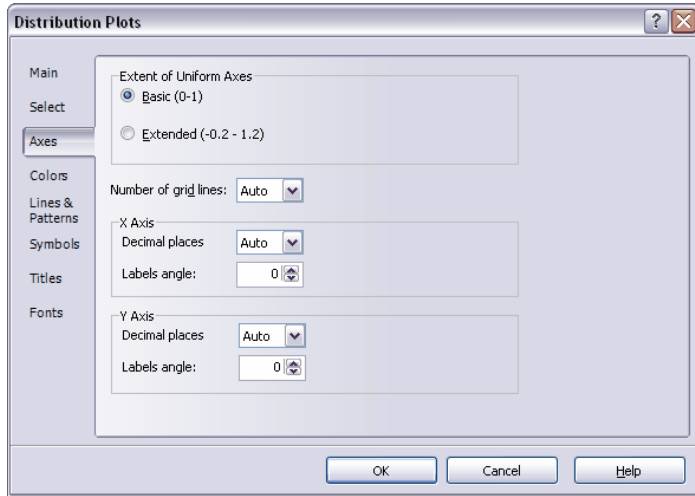 Distribution Plots
?
Main
Select
Axes
Colors
Lines &
Patterns
Symbols
Titles
Fonts
Extent of Uniform Axes
Basic (0-1)
Extended (-0.2 - 1.2)
Number of grid lines: Auto
X Axis
Decimal places Auto
Labels angle: 0
Y Axis
Decimal places Auto
Labels angle: 0
OK Cancel Help